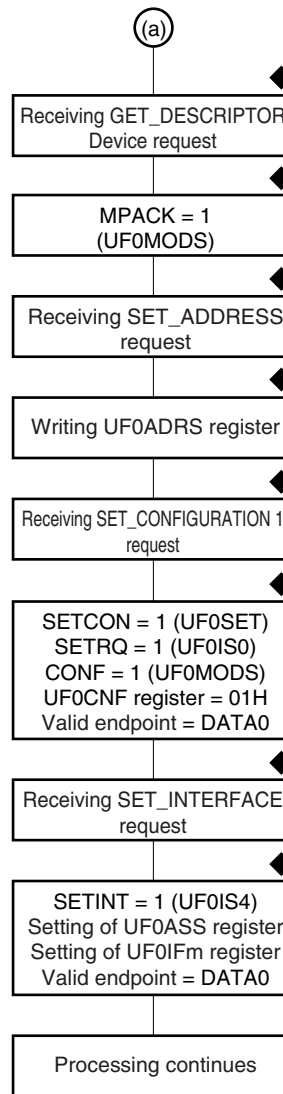 (a)
Receiving GET_DESCRIPTOR
Device request
MPACK = 1
(UF0MODS)
Receiving SET_ADDRESS
request
Writing UF0ADRS register
Receiving SET_CONFIGURATION 1
request
SETCON = 1 (UF0SET)
SETRQ = 1 (UF0IS0)
CONF = 1 (UF0MODS)
UF0CNF register = 01H
Valid endpoint = DATA0
Receiving SET_INTERFACE
request
SETINT = 1 (UF0IS4)
Setting of UF0ASS register
Setting of UF0IFm register
Valid endpoint = DATA0
Processing continues